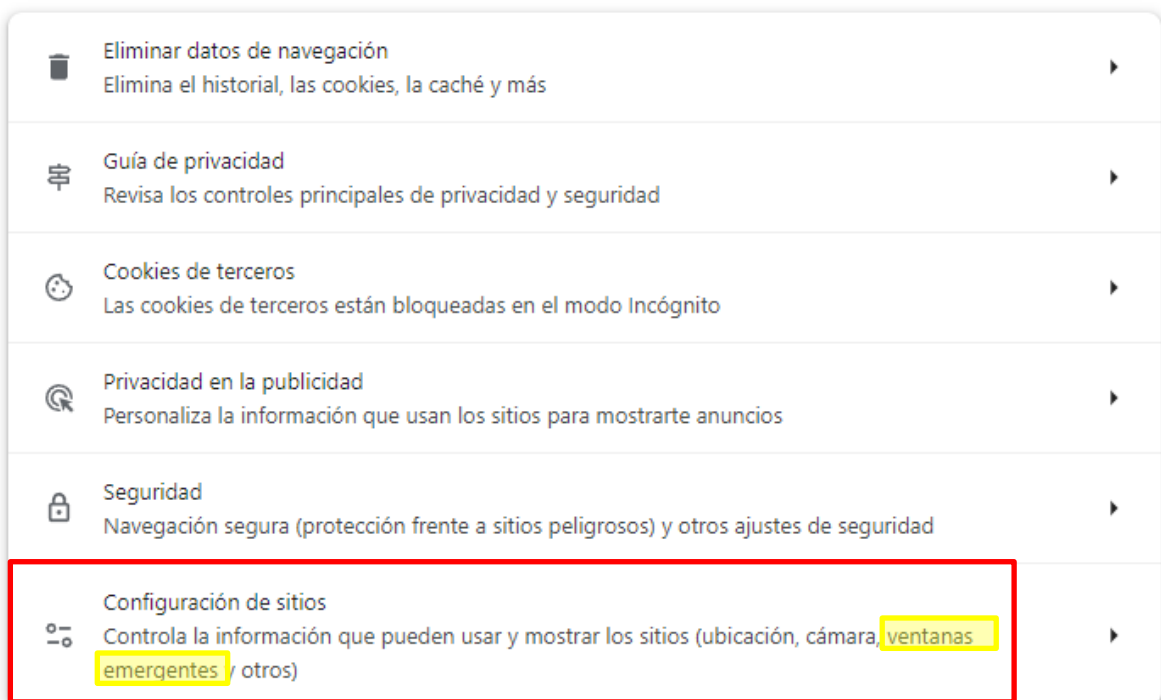 Eliminar datos de navegación
Elimina el historial, las cookies, la caché y más
Guía de privacidad
Revisa los controles principales de privacidad y seguridad
Cookies de terceros
Las cookies de terceros están bloqueadas en el modo Incógnito
Privacidad en la publicidad
Personaliza la información que usan los sitios para mostrarte anuncios
Seguridad
Navegación segura (protección frente a sitios peligrosos) y otros ajustes de seguridad
Configuración de sitios
Controla la información que pueden usar y mostrar los sitios (ubicación, cámara, ventanas
emergentes y otros)